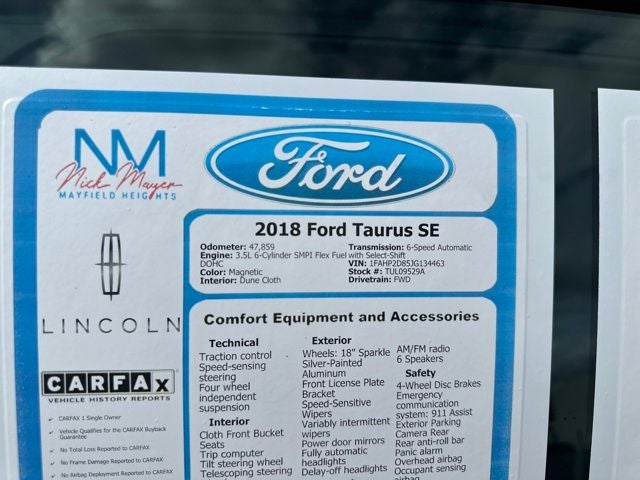 NM
Nick Mayer
MAYFIELD HEIGHTS
Ford
2018 Ford Taurus SE
Odometer: 47,859
Engine: 3.5L 6-Cylinder SMPI Flex Fuel with Select-Shift
DOHC
Color: Magnetic
Interior: Dune Cloth
Transmission: 6-Speed Automatic
VIN: 1FAHP2D85JG134463
Stock #: TUL09529A
Drivetrain: FWD
LINCOLN
CARFAX
VEHICLE HISTORY REPORTS
✓ CARFAX 1 Single Owner
✓ Vehicle Qualifies for the CARFAX Buyback
Guarantee
✓ No Total Loss Reported to CARFAX
✓ No Frame Damage Reported to CARFAX
✓ No Airbag Deployment Reported to CARFAX
Comfort Equipment and Accessories
Technical
Traction control
Speed-sensing
steering
Four wheel
independent
suspension
Interior
Cloth Front Bucket
Seats
Trip computer
Tilt steering wheel
Telescoping steering
Exterior
Wheels: 18" Sparkle
Silver-Painted
Aluminum
Front License Plate
Bracket
Speed-Sensitive
Wipers
Variably intermittent
wipers
Power door mirrors
Fully automatic
headlights
Delay-off headlights
AM/FM radio
6 Speakers
Safety
4-Wheel Disc Brakes
Emergency
communication
system: 911 Assist
Exterior Parking
Camera Rear
Rear anti-roll bar
Panic alarm
Overhead airbag
Occupant sensing
airbag